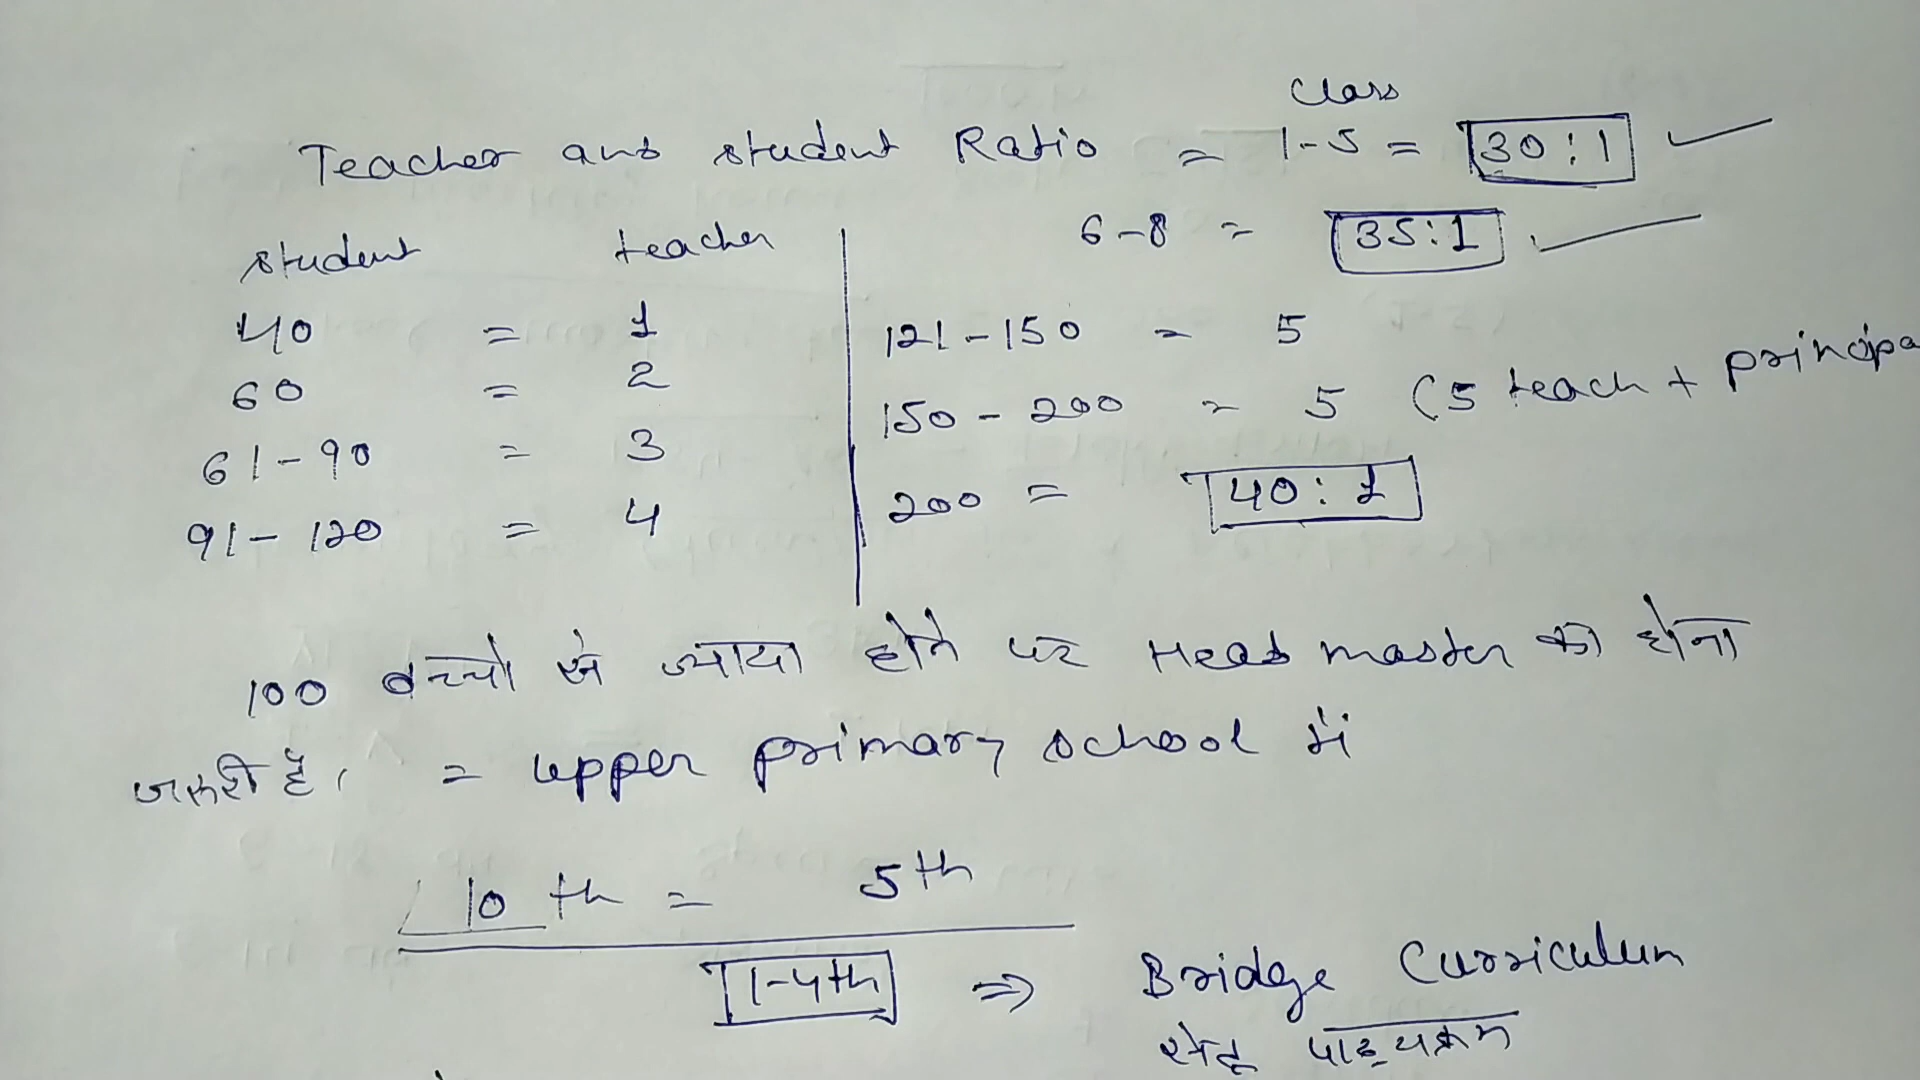 Class
Teacher and student Ratio = 1-5 = 30:1
6-8 = 35:1
student teacher
40 = 1
60 = 2
61-90 = 3
91-120 = 4
121-150 = 5
150-200 = 5 (5 teach + principa
200 = 40:1
100 बच्चो से ज्याया होने पर Head master को होना
जरूरी है। = upper primary school में
10 th = 5th
1-4th ⇒ Bridge Curriculum
सेतु पाठ्यक्रम